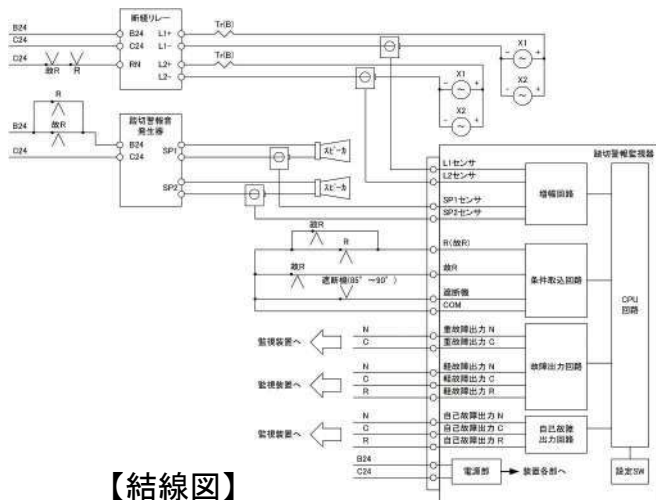 断続リレー
B24 B24 L1+ Tr(B)
C24 C24 L1-
C24 RN L2+ Tr(B)
故R R L2-
X1
- +
X2
X1
- +
X2
R
故R
踏切警報音
発生器
B24 B24
SP1 スピーカ
C24 C24
SP2 スピーカ
踏切警報監視器
L1センサ
L2センサ
SP1センサ
SP2センサ
増幅回路
故R
R
R(故R)
故R
故R
遮断機(85°~90°)
遮断機
COM
条件取込回路
CPU
回路
監視装置へ
N 重故障出力 N
C 重故障出力 C
監視装置へ
N 軽故障出力 N
C 軽故障出力 C
R 軽故障出力 R
故障出力回路
監視装置へ
N 自己故障出力 N
C 自己故障出力 C
R 自己故障出力 R
自己故障
出力回路
B24
C24
電源部 装置各部へ
設定SW
【結線図】